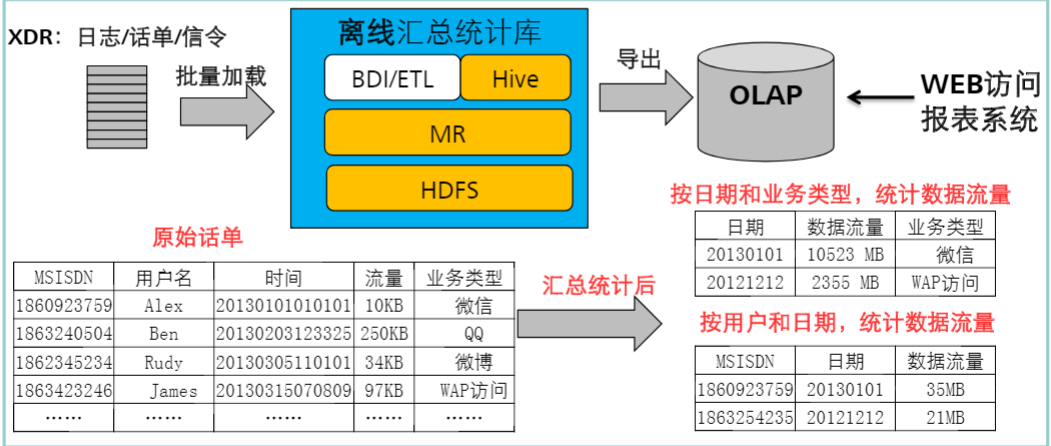 XDR：日志/话单/信令
批量加载
离线汇总统计库
BDI/ETL
Hive
MR
HDFS
导出
OLAP
WEB访问
报表系统
原始话单
MSISDN 用户名 时间 流量 业务类型
1860923759 Alex 20130101010101 10KB 微信
1863240504 Ben 20130203123325 250KB QQ
1862345234 Rudy 20130305110101 34KB 微博
1863423246 James 20130315070809 97KB WAP访问
…… …… …… …… ……
汇总统计后
按日期和业务类型，统计数据流量
日期 数据流量 业务类型
20130101 10523 MB 微信
20121212 2355 MB WAP访问
按用户和日期，统计数据流量
MSISDN 日期 数据流量
1860923759 20130101 35MB
1863254235 20121212 21MB